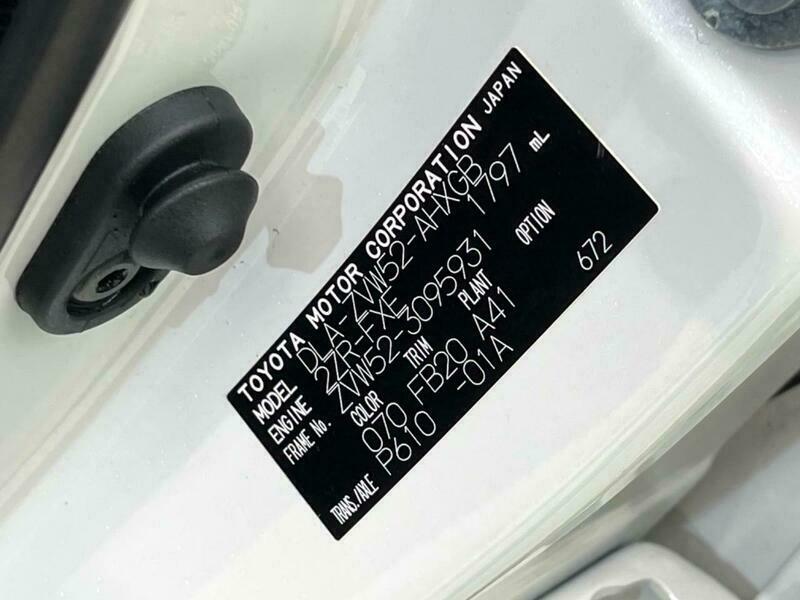 TOYOTA MOTOR CORPORATION JAPAN
MODEL DLA-ZVW52-AHXGB
ENGINE 2ZR-FXE 1797 mL
FRAME No. ZVW52-3095931
COLOR TRIM PLANT OPTION
070 FB20 A41 672
TRANS./AXLE P610 -01A